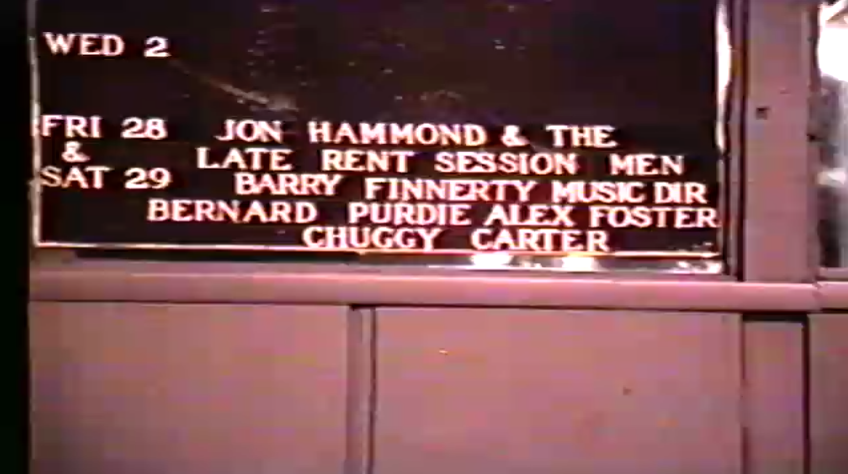 WED 2
FRI 28 JON HAMMOND & THE
& LATE RENT SESSION MEN
SAT 29 BARRY FINNERTY MUSIC DIR
BERNARD PURDIE ALEX FOSTER
CHUGGY CARTER